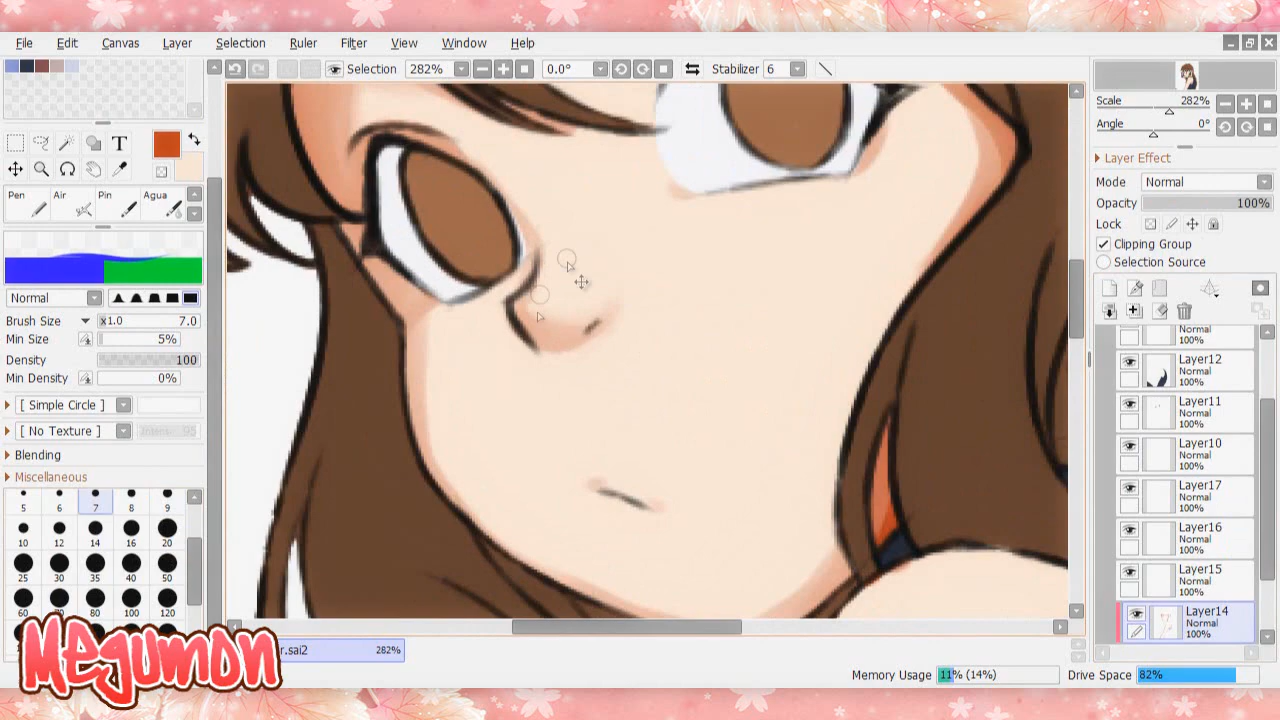 File Edit Canvas Layer Selection Ruler Filter View Window Help
Selection 282% 0.0° Stabilizer 6
Scale 282%
Angle 0°
T
Layer Effect
Mode Normal
Opacity 100%
Lock
Clipping Group
Selection Source
Pen Air Pin Agua
Normal
Brush Size x1.0 7.0
Min Size 5%
Density 100
Min Density 0%
[ Simple Circle ]
[ No Texture ] 95
Blending
Miscellaneous
5 6 7 8 9
10 12 14 16 20
25 30 35 40 50
60 70 80 100 120
Normal
100%
Layer12
Normal
100%
Layer11
Normal
100%
Layer10
Normal
100%
Layer17
Normal
100%
Layer16
Normal
100%
Layer15
Normal
100%
Layer14
Normal
100%
Megumon
r.sai2 282%
Memory Usage 11% (14%) Drive Space 82%